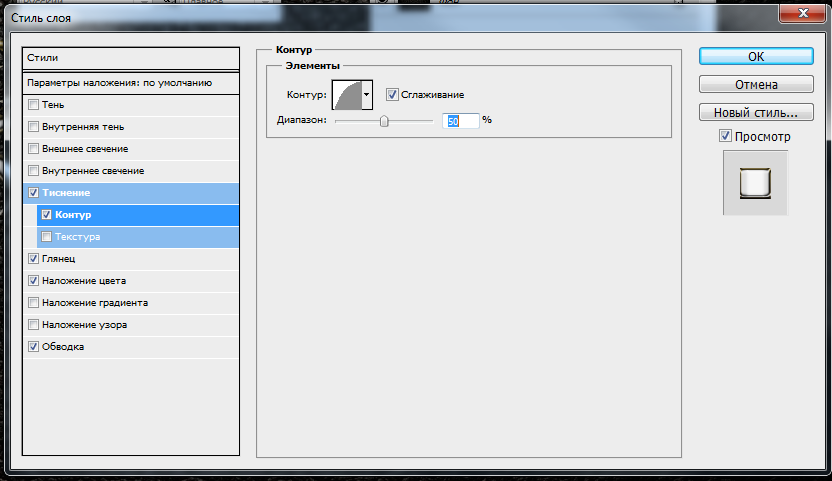 Стиль слоя
Стили
Параметры наложения: по умолчанию
Тень
Внутренняя тень
Внешнее свечение
Внутреннее свечение
Тиснение
Контур
Текстура
Глянец
Наложение цвета
Наложение градиента
Наложение узора
Обводка
Контур
Элементы
Контур:
Сглаживание
Диапазон: 50 %
OK
Отмена
Новый стиль...
Просмотр